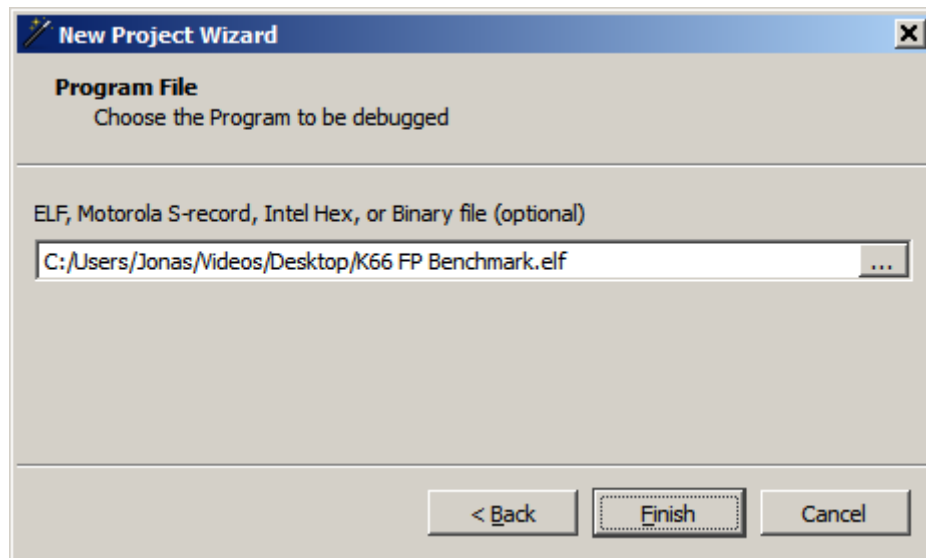 New Project Wizard
Program File
Choose the Program to be debugged
ELF, Motorola S-record, Intel Hex, or Binary file (optional)
C:/Users/Jonas/Videos/Desktop/K66 FP Benchmark.elf ...
< Back Finish Cancel